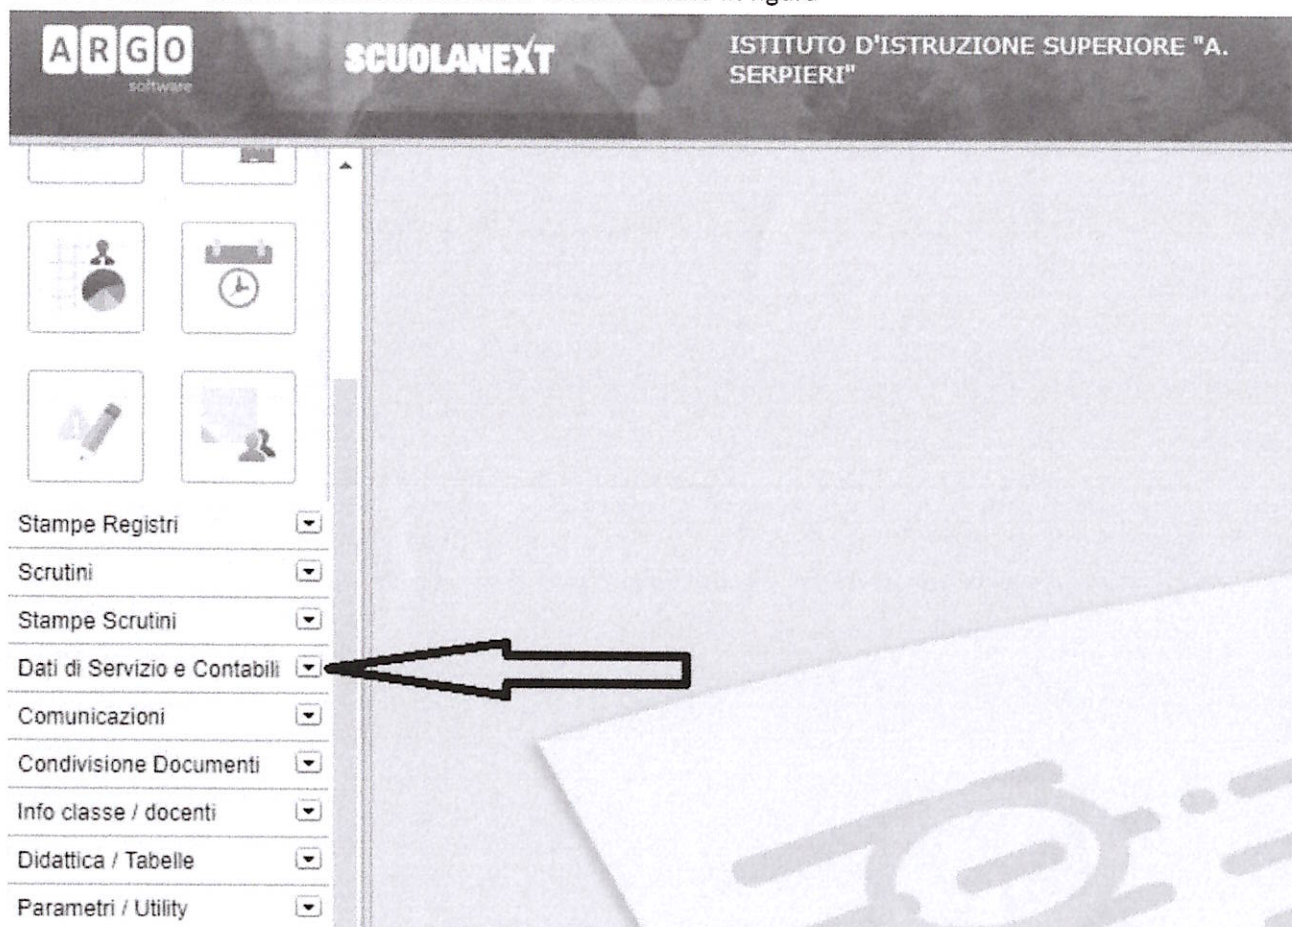 ARGO
software
SCUOLANEXT
ISTITUTO D'ISTRUZIONE SUPERIORE "A.
SERPIERI"
Stampe Registri
Scrutini
Stampe Scrutini
Dati di Servizio e Contabili
Comunicazioni
Condivisione Documenti
Info classe / docenti
Didattica / Tabelle
Parametri / Utility